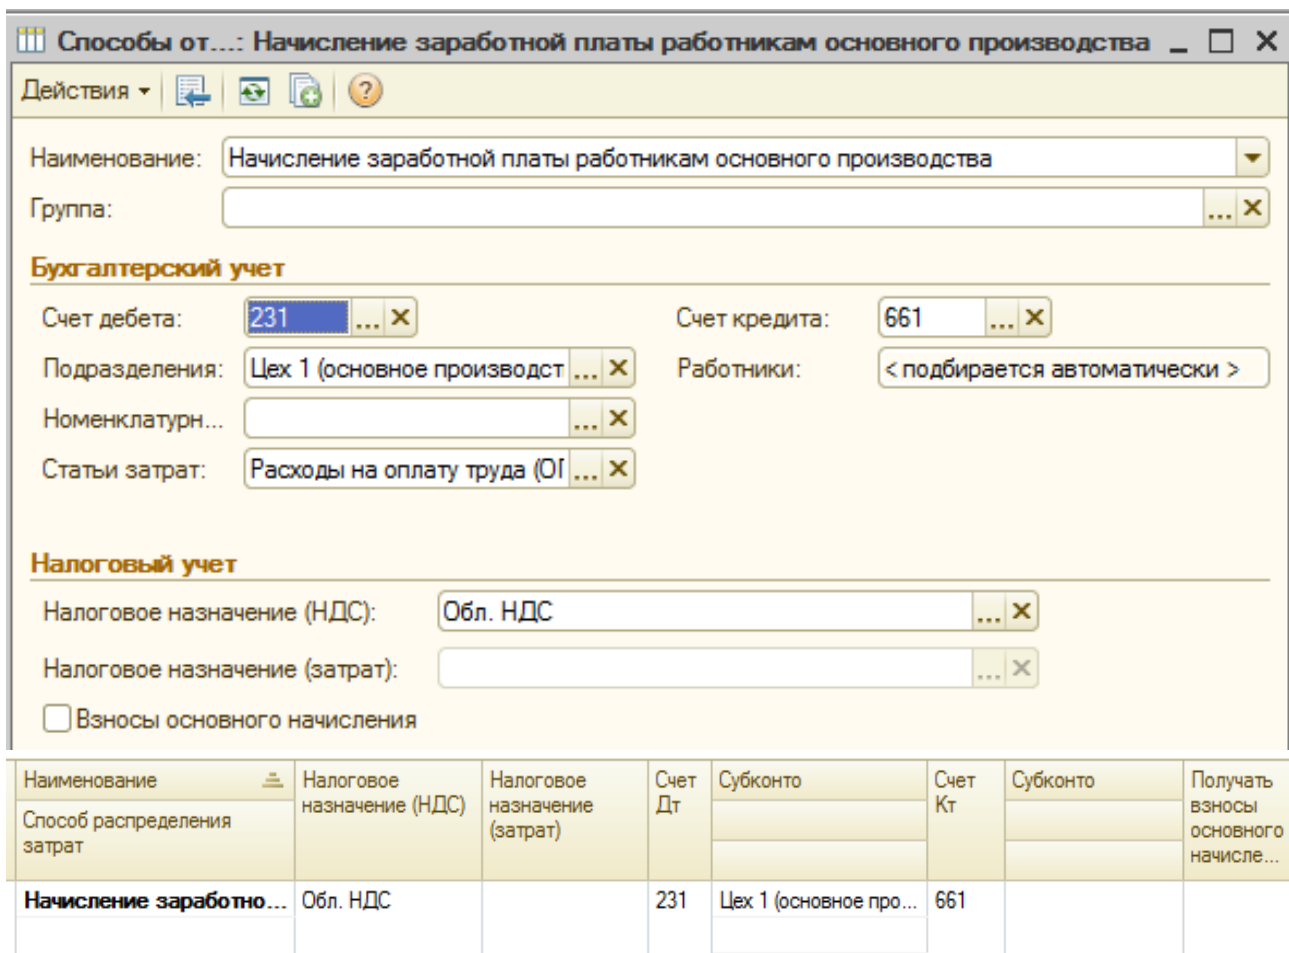 Способы от...: Начисление заработной платы работникам основного производства
Действия
Наименование: Начисление заработной платы работникам основного производства
Группа:
Бухгалтерский учет
Счет дебета: 231 Счет кредита: 661
Подразделения: Цех 1 (основное производст Работники: < подбирается автоматически >
Номенклатурн...
Статьи затрат: Расходы на оплату труда (ОГ
Налоговый учет
Налоговое назначение (НДС): Обл. НДС
Налоговое назначение (затрат):
Взносы основного начисления
Наименование Налоговое назначение (НДС) Налоговое назначение (затрат) Счет Дт Субконто Счет Кт Субконто Получать взносы основного начисле...
Способ распределения затрат
Начисление заработно... Обл. НДС 231 Цех 1 (основное про... 661